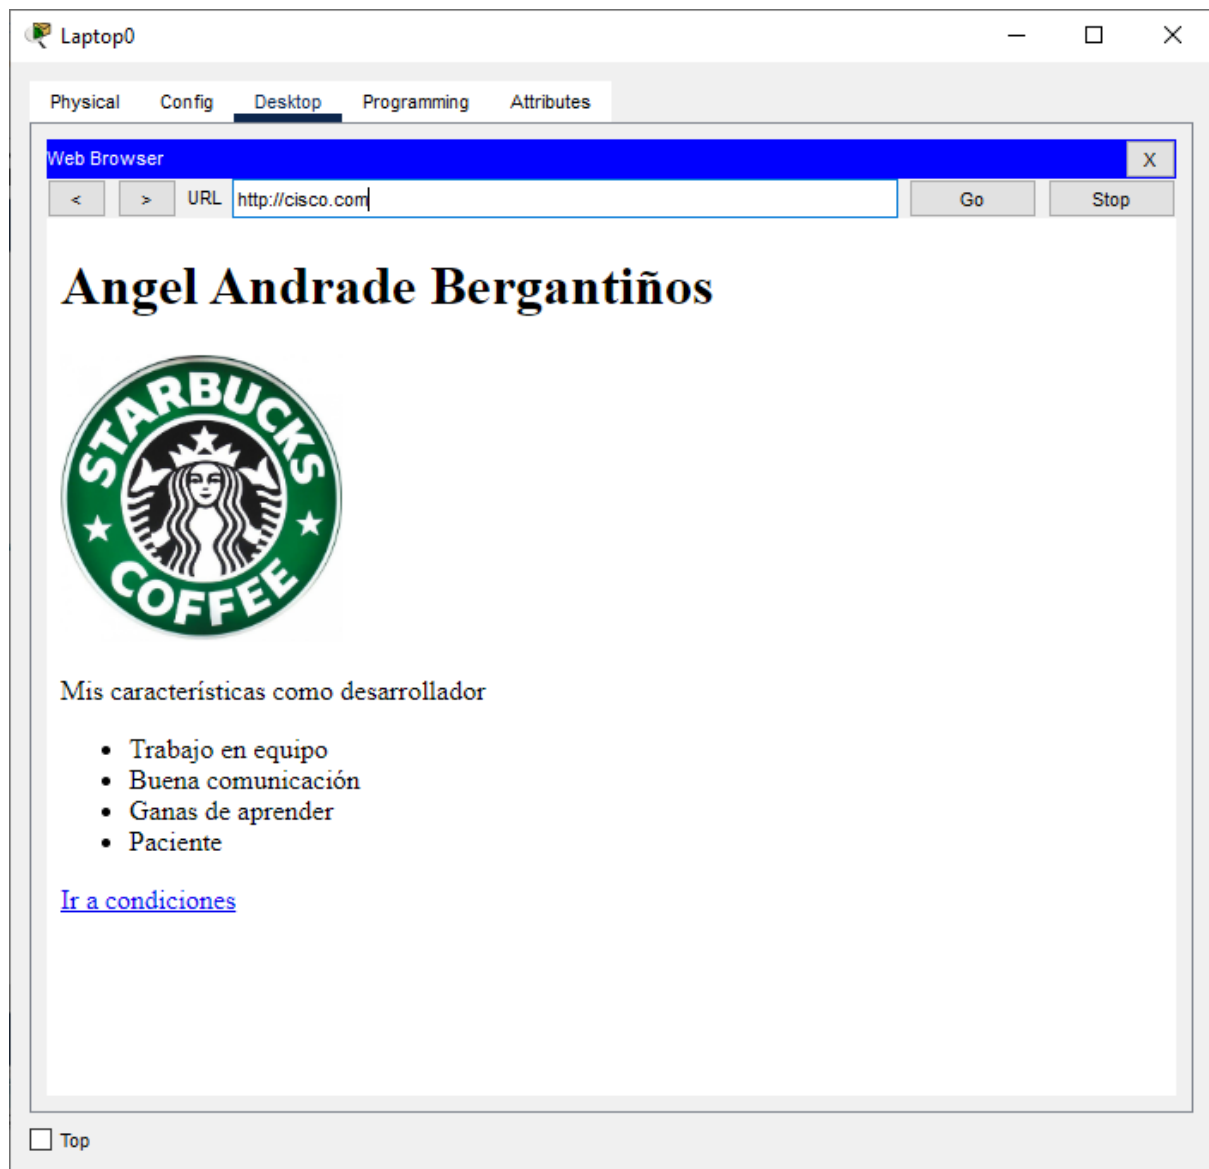 Laptop0
Physical Config Desktop Programming Attributes
Web Browser X
< > URL http://cisco.com Go Stop
Angel Andrade Bergantiños
STARBUCKS
COFFEE
Mis característicias como desarrollador
• Trabajo en equipo
• Buena comunicación
• Ganas de aprender
• Paciente
Ir a condiciones
Top